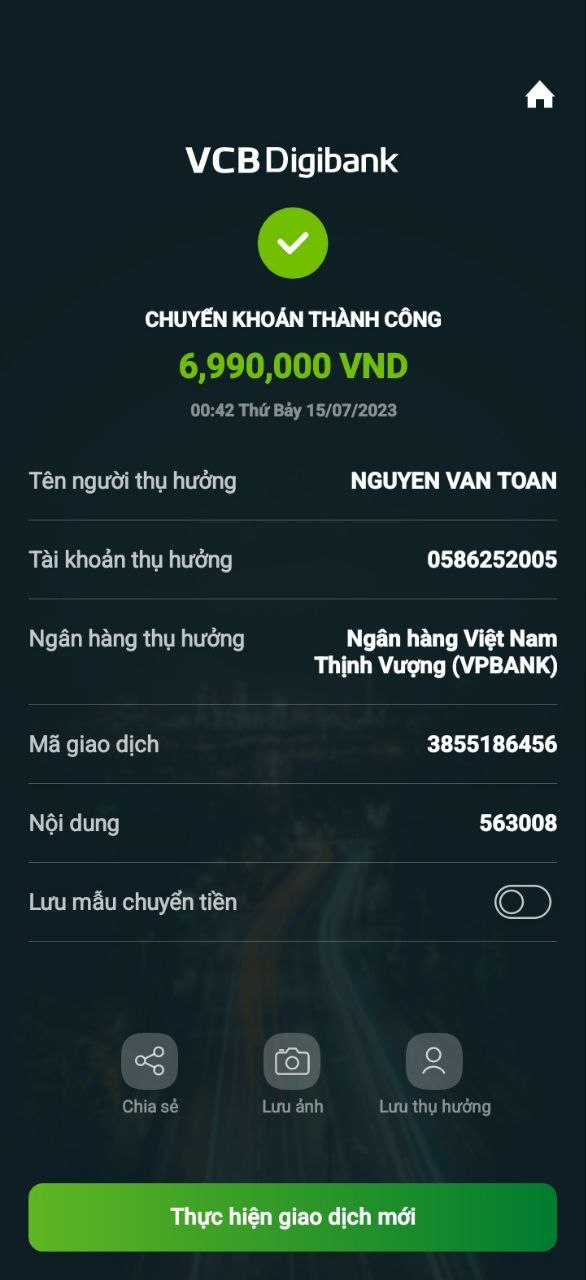 VCB Digibank
CHUYỂN KHOẢN THÀNH CÔNG
6,990,000 VND
00:42 Thứ Bảy 15/07/2023
Tên người thụ hưởng NGUYEN VAN TOAN
Tài khoản thụ hưởng 0586252005
Ngân hàng thụ hưởng Ngân hàng Việt Nam
Thịnh Vượng (VPBANK)
Mã giao dịch 3855186456
Nội dung 563008
Lưu mẫu chuyển tiền
Chia sẻ Lưu ảnh Lưu thụ hưởng
Thực hiện giao dịch mới